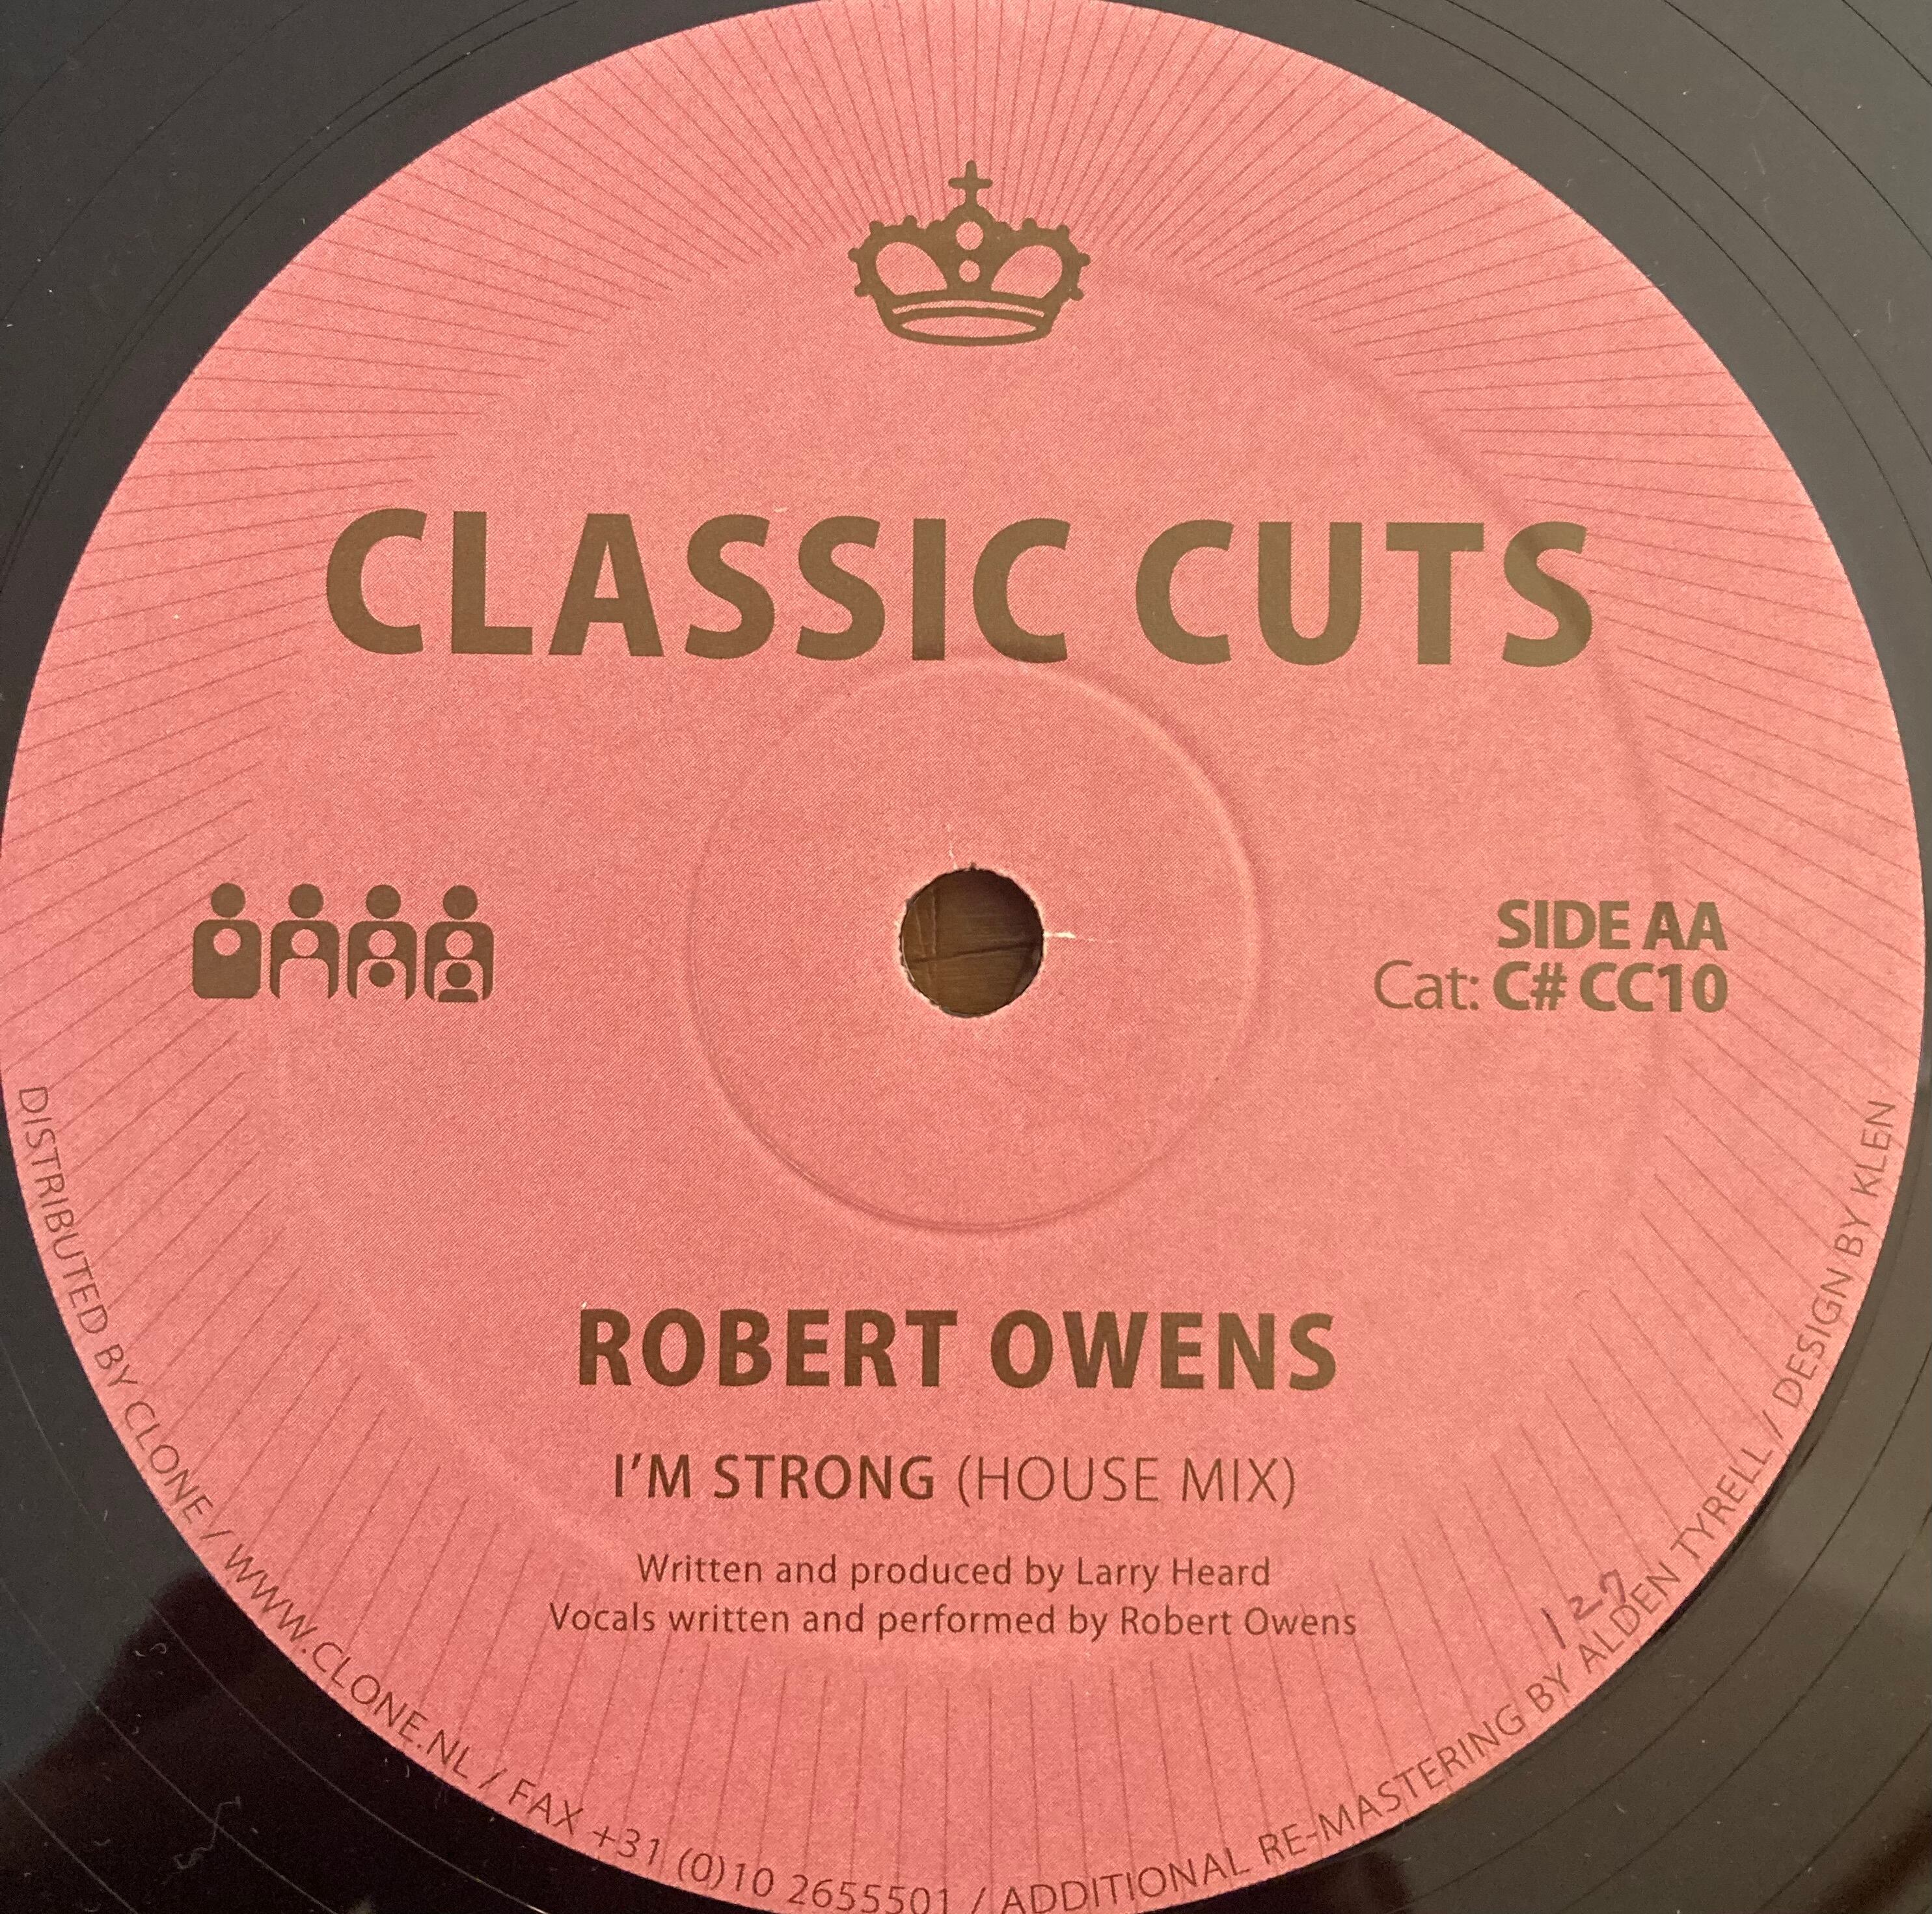 CLASSIC CUTS
SIDE AA
Cat: C# CC10
ROBERT OWENS
I'M STRONG (HOUSE MIX)
Written and produced by Larry Heard
Vocals written and performed by Robert Owens
127
DISTRIBUTED BY CLONE / WWW.CLONE.NL / FAX +31 (0)10 2655501 / ADDITIONAL RE-MASTERING BY ALDEN TYRELL / DESIGN BY KLEN